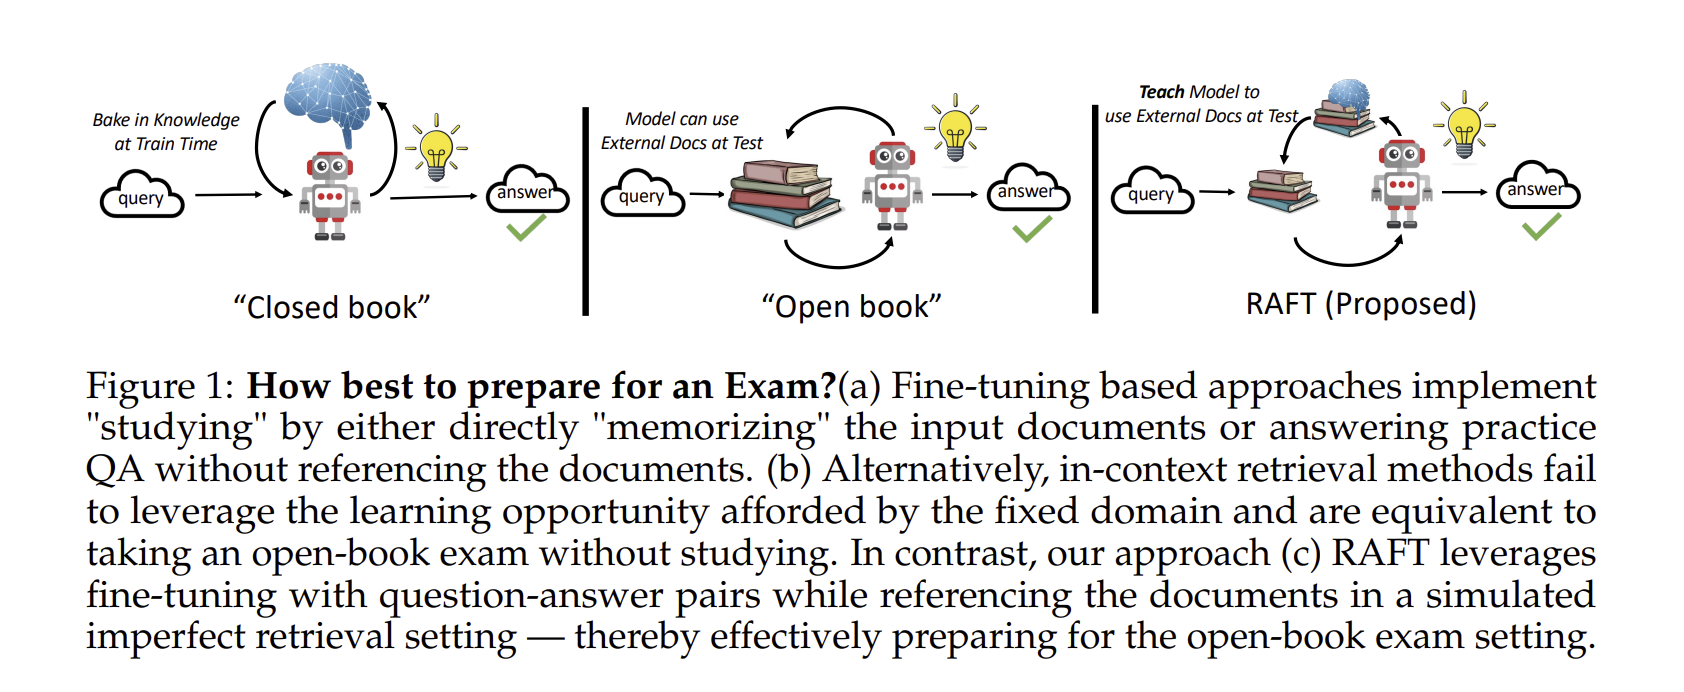 Bake in Knowledge
at Train Time
query
answer
"Closed book"
Model can use
External Docs at Test
query
answer
"Open book"
Teach Model to
use External Docs at Test
query
answer
RAFT (Proposed)
Figure 1: How best to prepare for an Exam?(a) Fine-tuning based approaches implement
"studying" by either directly "memorizing" the input documents or answering practice
QA without referencing the documents. (b) Alternatively, in-context retrieval methods fail
to leverage the learning opportunity afforded by the fixed domain and are equivalent to
taking an open-book exam without studying. In contrast, our approach (c) RAFT leverages
fine-tuning with question-answer pairs while referencing the documents in a simulated
imperfect retrieval setting — thereby effectively preparing for the open-book exam setting.